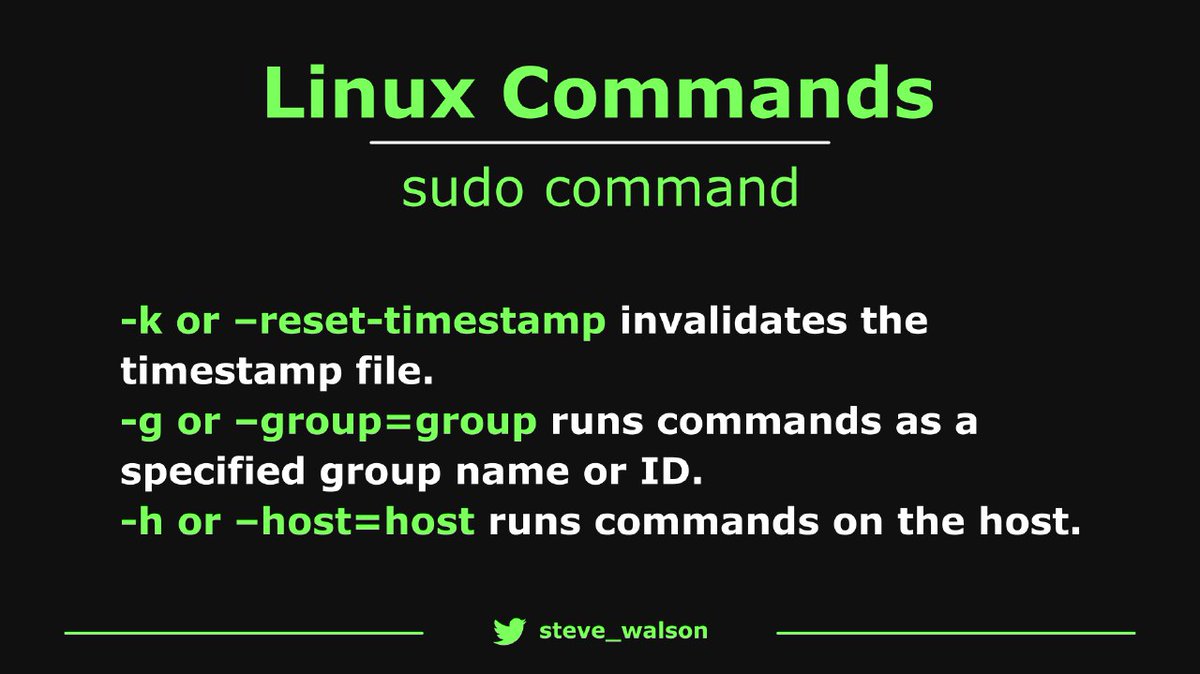 Linux Commands
sudo command
-k or –reset-timestamp invalidates the
timestamp file.
-g or –group=group runs commands as a
specified group name or ID.
-h or –host=host runs commands on the host.
steve_walson